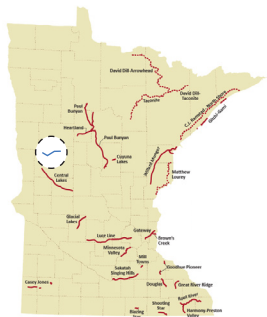 David Dill-Arrowhead
David Dill-
Taconite
Taconite
C.J. Ramstad - North Shore
Gitchi-Gami
Paul
Bunyan
Heartland
Paul Bunyan
Cuyuna
Lakes
Willard Munger
Matthew
Lourey
Central
Lakes
Glacial
Lakes
Luce Line
Gateway
Brown's
Creek
Minnesota
Valley
Mill
Towns
Sakatah
Singing Hills
Goodhue Pioneer
Casey Jones
Douglas
Great River Ridge
Root River
Shooting
Star
Blazing
Star
Harmony-Preston
Valley